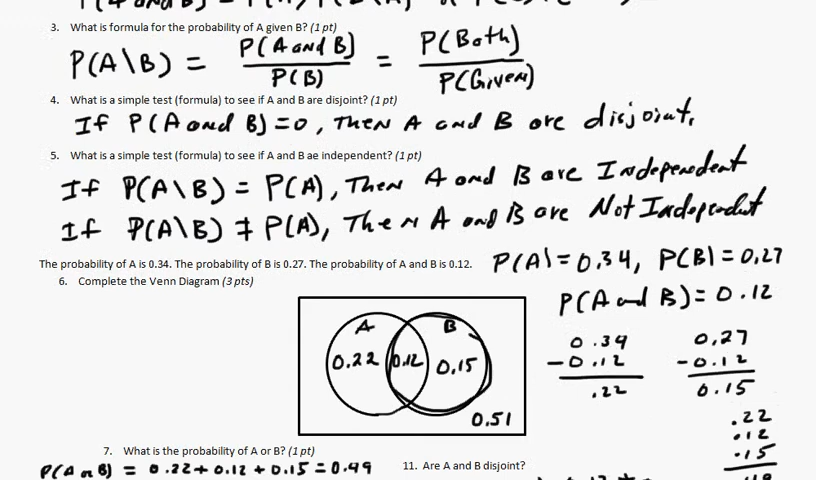 3. What is formula for the probability of A given B? (1 pt)
P(A\B) = P(A and B) / P(B) = P(Both) / P(Given)
4. What is a simple test (formula) to see if A and B are disjoint? (1 pt)
If P(A and B) = 0, Then A and B are disjoint.
5. What is a simple test (formula) to see if A and B ae independent? (1 pt)
If P(A\B) = P(A), Then A and B are Independent
If P(A\B) ≠ P(A), Then A and B are Not Independent
The probability of A is 0.34. The probability of B is 0.27. The probability of A and B is 0.12.
P(A) = 0.34, P(B) = 0.27
6. Complete the Venn Diagram (3 pts)
P(A and B) = 0.12
A B
0.22 0.12 0.15
0.51
0.34 0.27
-0.12 -0.12
.22 0.15
.22
.12
.15
7. What is the probability of A or B? (1 pt)
P(A or B) = 0.22 + 0.12 + 0.15 = 0.49
11. Are A and B disjoint?